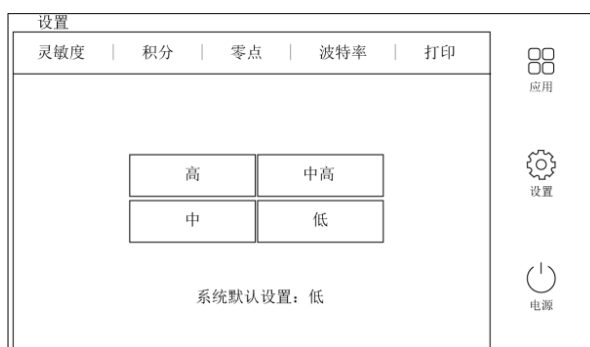 设置
灵敏度 | 积分 | 零点 | 波特率 | 打印
应用
高 中高
设置
中 低
系统默认设置：低
电源